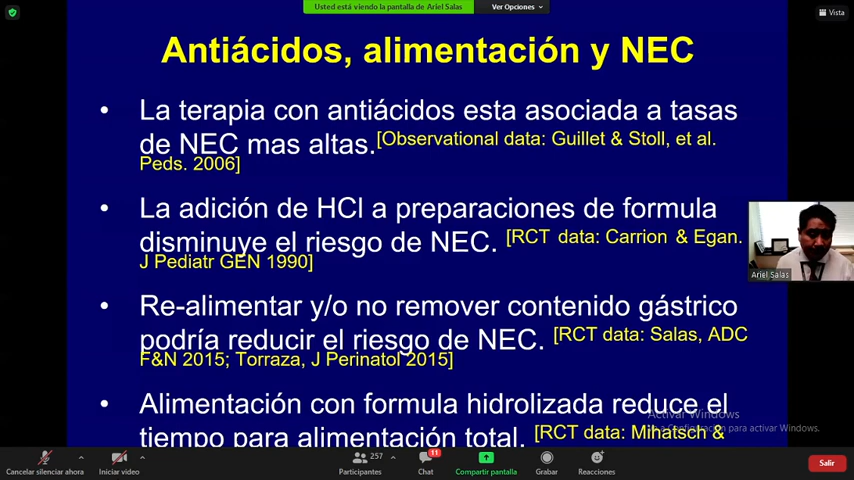 Usted está viendo la pantalla de Ariel Salas
Ver Opciones
Vista
Antiácidos, alimentación y NEC
• La terapia con antiácidos esta asociada a tasas
de NEC mas altas.[Observational data: Guillet & Stoll, et al.
Peds. 2006]
• La adición de HCl a preparaciones de formula
disminuye el riesgo de NEC. [RCT data: Carrion & Egan.
J Pediatr GEN 1990]
• Re-alimentar y/o no remover contenido gástrico
podría reducir el riesgo de NEC. [RCT data: Salas, ADC
F&N 2015; Torraza, J Perinatol 2015]
• Alimentación con formula hidrolizada reduce el
tiempo para alimentación total. [RCT data: Mihatsch &
Ariel Salas
Activar Windows
Ve a Configuración para activar Windows.
Cancelar silenciar ahora
Iniciar video
257
Participantes
11
Chat
Compartir pantalla
Grabar
Reacciones
Salir